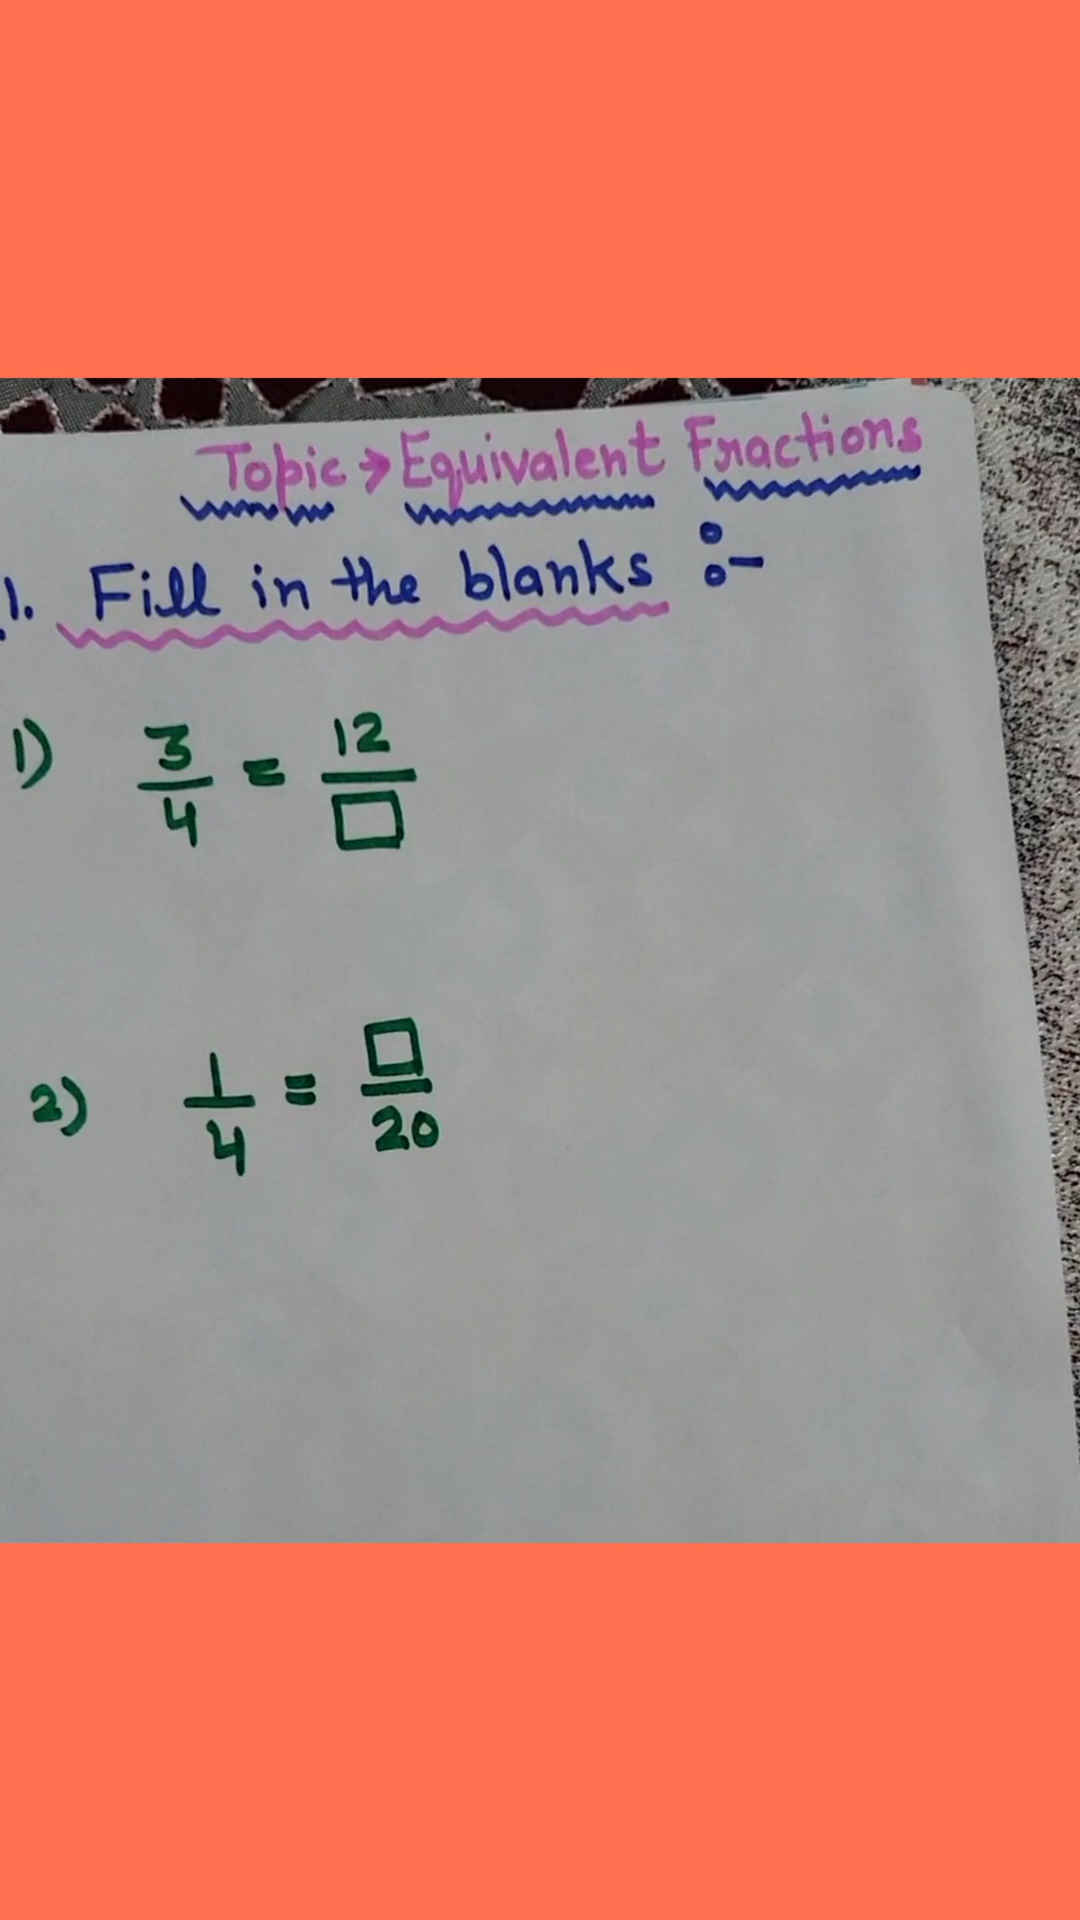 Topic → Equivalent Fractions
1. Fill in the blanks :-
1) 3/4 = 12/□
2) 1/4 = □/20